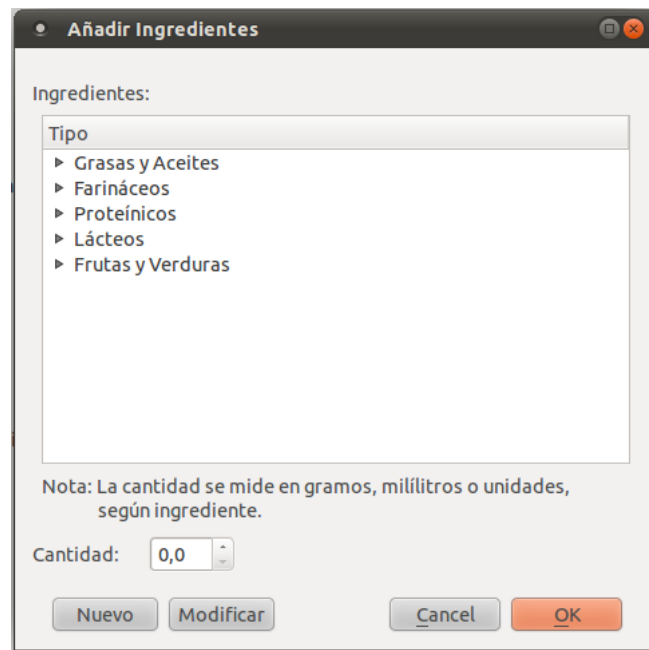 Añadir Ingredientes
Ingredientes:
Tipo
Grasas y Aceites
Farináceos
Proteínicos
Lácteos
Frutas y Verduras
Nota: La cantidad se mide en gramos, milílitros o unidades,
según ingrediente.
Cantidad: 0,0
Nuevo Modificar Cancel OK